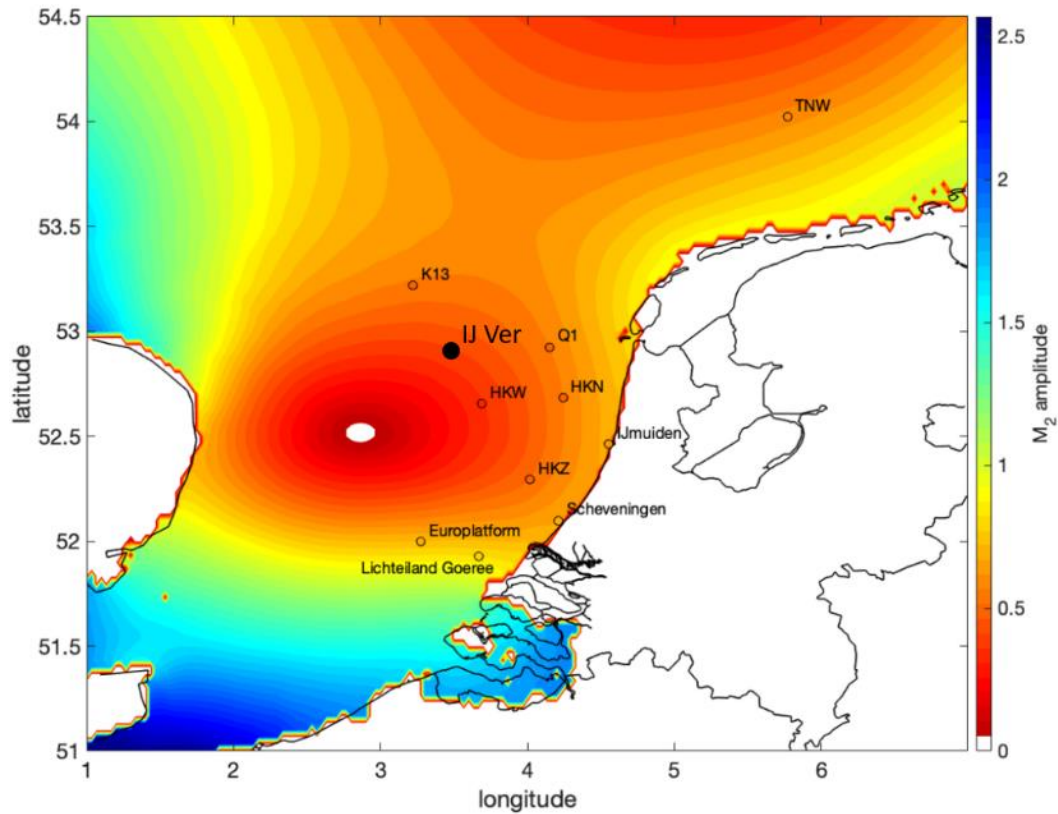 54.5
54
53.5
53
52.5
52
51.5
51
latitude
1
2
3
4
5
6
longitude
TNW
K13
IJ Ver
Q1
HKW
HKN
IJmuiden
HKZ
Scheveningen
Europlatform
Lichteiland Goeree
2.5
2
1.5
1
0.5
0
M₂ amplitude